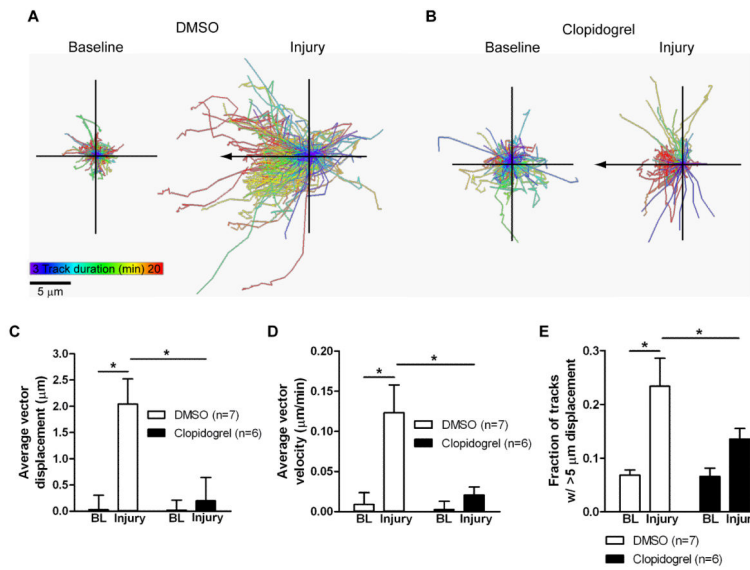 A
DMSO
Baseline
Injury
B
Clopidogrel
Baseline
Injury
3 Track duration (min) 20
5 μm
C
Average vector
displacement (μm)
3.0
2.5
2.0
1.5
1.0
0.5
0.0
*
*
DMSO (n=7)
Clopidogrel (n=6)
BL Injury BL Injury
D
Average vector
velocity (μm/min)
0.20
0.15
0.10
0.05
0.00
*
*
DMSO (n=7)
Clopidogrel (n=6)
BL Injury BL Injury
E
Fraction of tracks
w/ >5 μm displacement
0.3
0.2
0.1
0.0
*
*
BL Injury BL Injury
DMSO (n=7)
Clopidogrel (n=6)